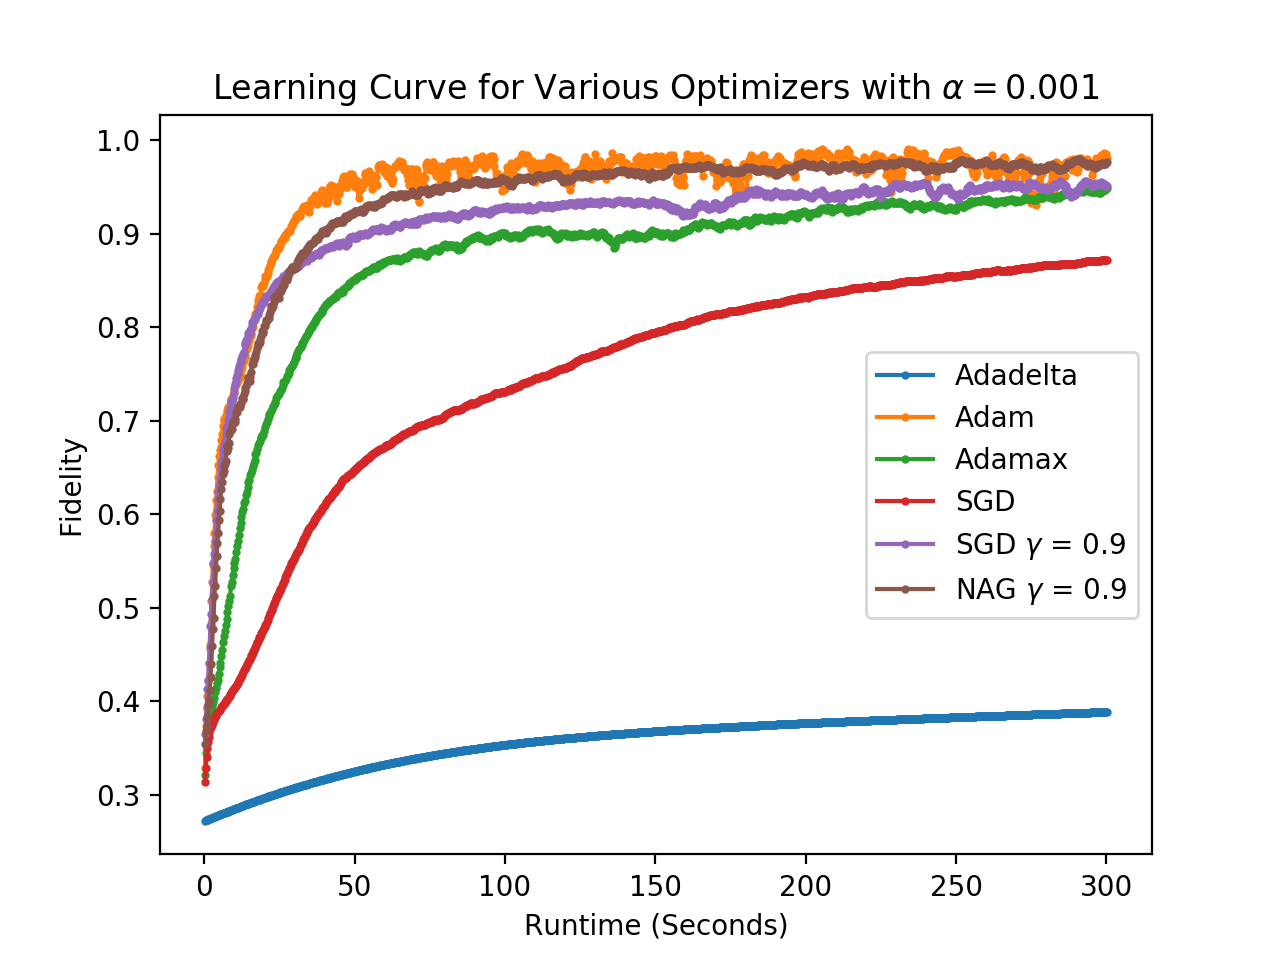 Learning Curve for Various Optimizers with α = 0.001
1.0
0.9
0.8
0.7
0.6
0.5
0.4
0.3
Fidelity
Adadelta
Adam
Adamax
SGD
SGD γ = 0.9
NAG γ = 0.9
0 50 100 150 200 250 300
Runtime (Seconds)